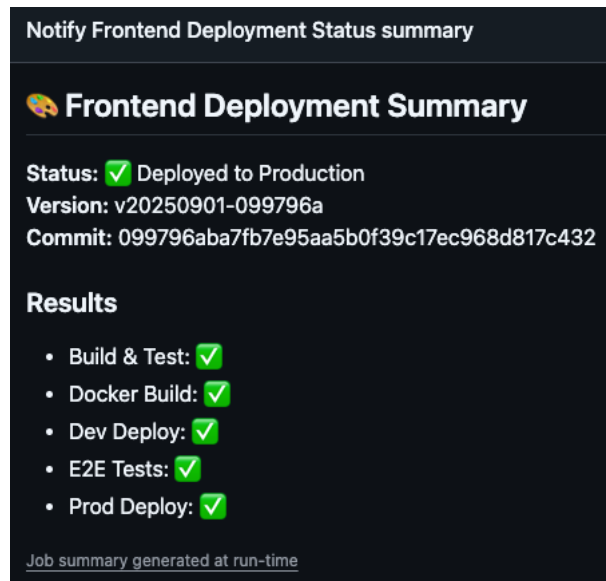 Notify Frontend Deployment Status summary
🎨 Frontend Deployment Summary
Status: ✅ Deployed to Production
Version: v20250901-099796a
Commit: 099796aba7fb7e95aa5b0f39c17ec968d817c432
Results
• Build & Test: ✅
• Docker Build: ✅
• Dev Deploy: ✅
• E2E Tests: ✅
• Prod Deploy: ✅
Job summary generated at run-time